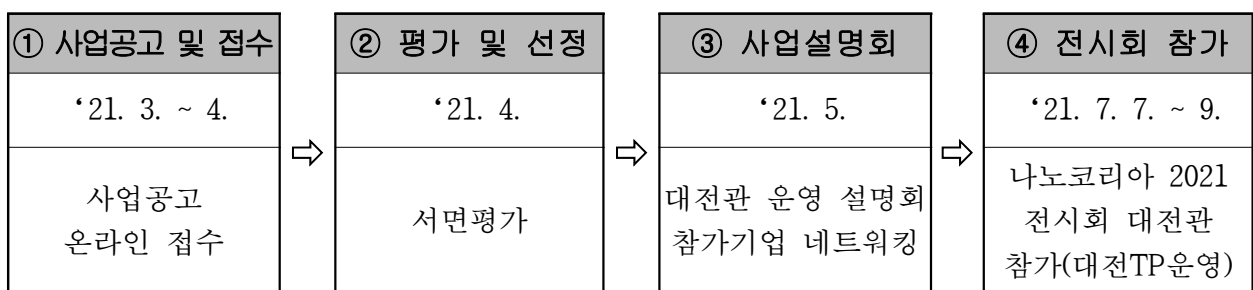 ① 사업공고 및 접수
'21. 3. ~ 4.
사업공고
온라인 접수
⇨
② 평가 및 선정
'21. 4.
서면평가
⇨
③ 사업설명회
'21. 5.
대전관 운영 설명회
참가기업 네트워킹
⇨
④ 전시회 참가
'21. 7. 7. ~ 9.
나노코리아 2021
전시회 대전관
참가(대전TP운영)